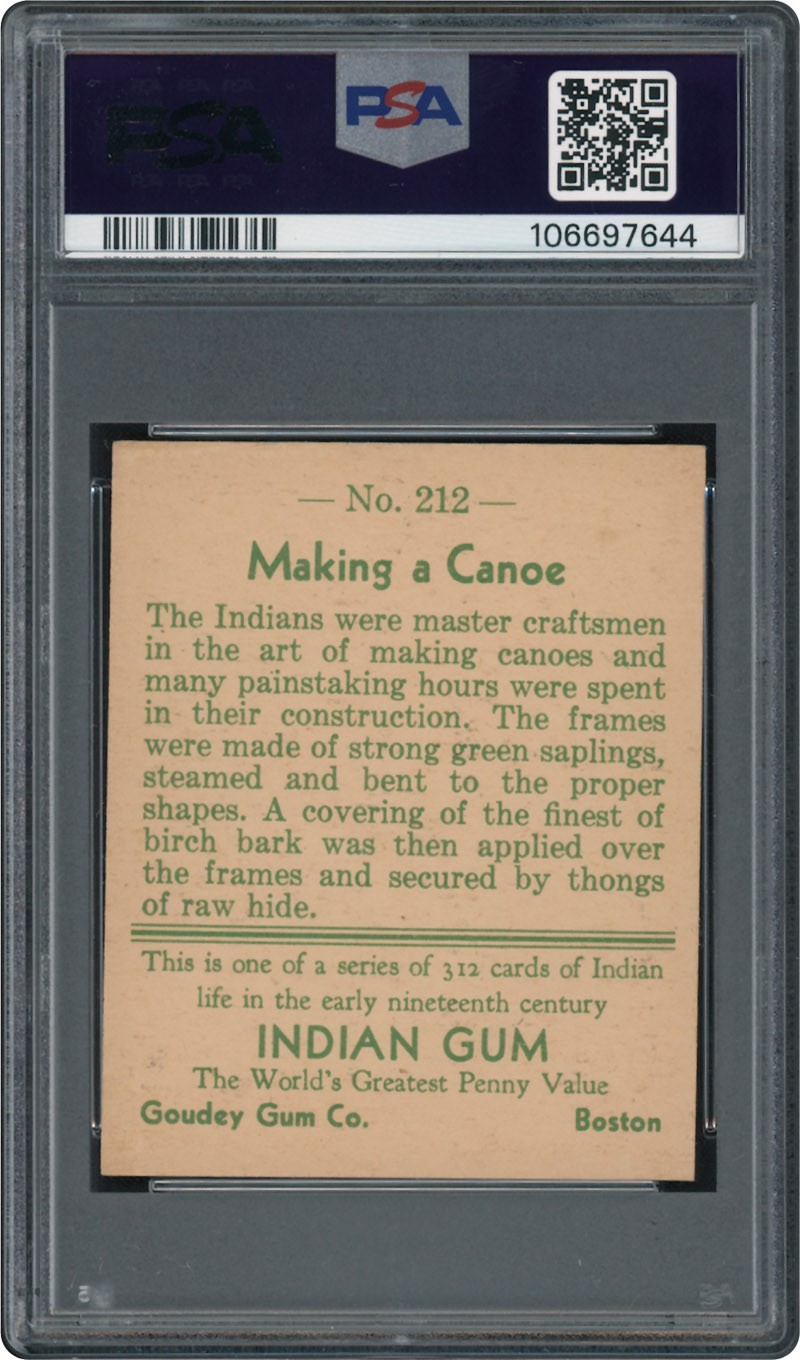 PSA
PSA
106697644
— No. 212 —
Making a Canoe
The Indians were master craftsmen
in the art of making canoes and
many painstaking hours were spent
in their construction. The frames
were made of strong green saplings,
steamed and bent to the proper
shapes. A covering of the finest of
birch bark was then applied over
the frames and secured by thongs
of raw hide.
This is one of a series of 312 cards of Indian
life in the early nineteenth century
INDIAN GUM
The World's Greatest Penny Value
Goudey Gum Co. Boston